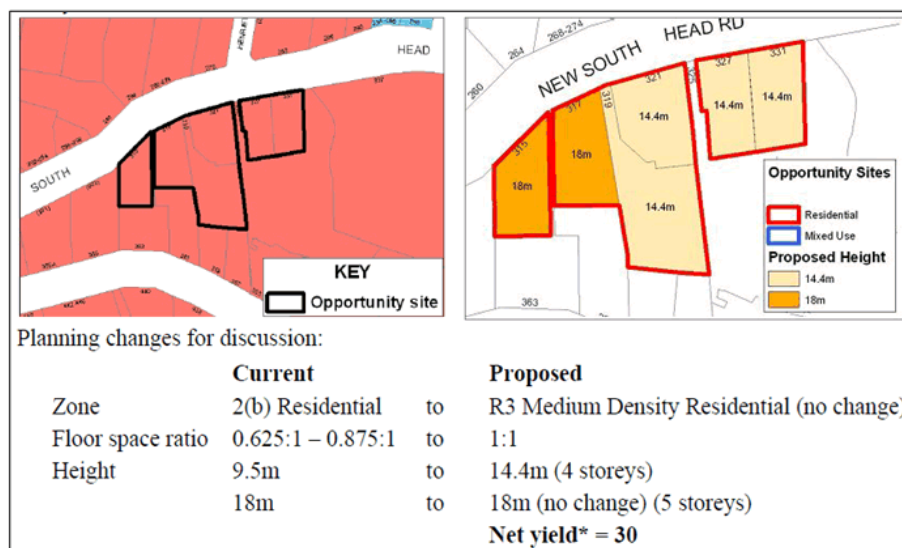 HEAD
SOUTH
KEY
Opportunity site
363
NEW SOUTH HEAD RD
260
264
268-274
315
317
319
321
325
327
331
18m
18m
14.4m
14.4m
14.4m
14.4m
363
Opportunity Sites
Residential
Mixed Use
Proposed Height
14.4m
18m
Planning changes for discussion:
Current Proposed
Zone 2(b) Residential to R3 Medium Density Residential (no change)
Floor space ratio 0.625:1 – 0.875:1 to 1:1
Height 9.5m to 14.4m (4 storeys)
18m to 18m (no change) (5 storeys)
Net yield* = 30